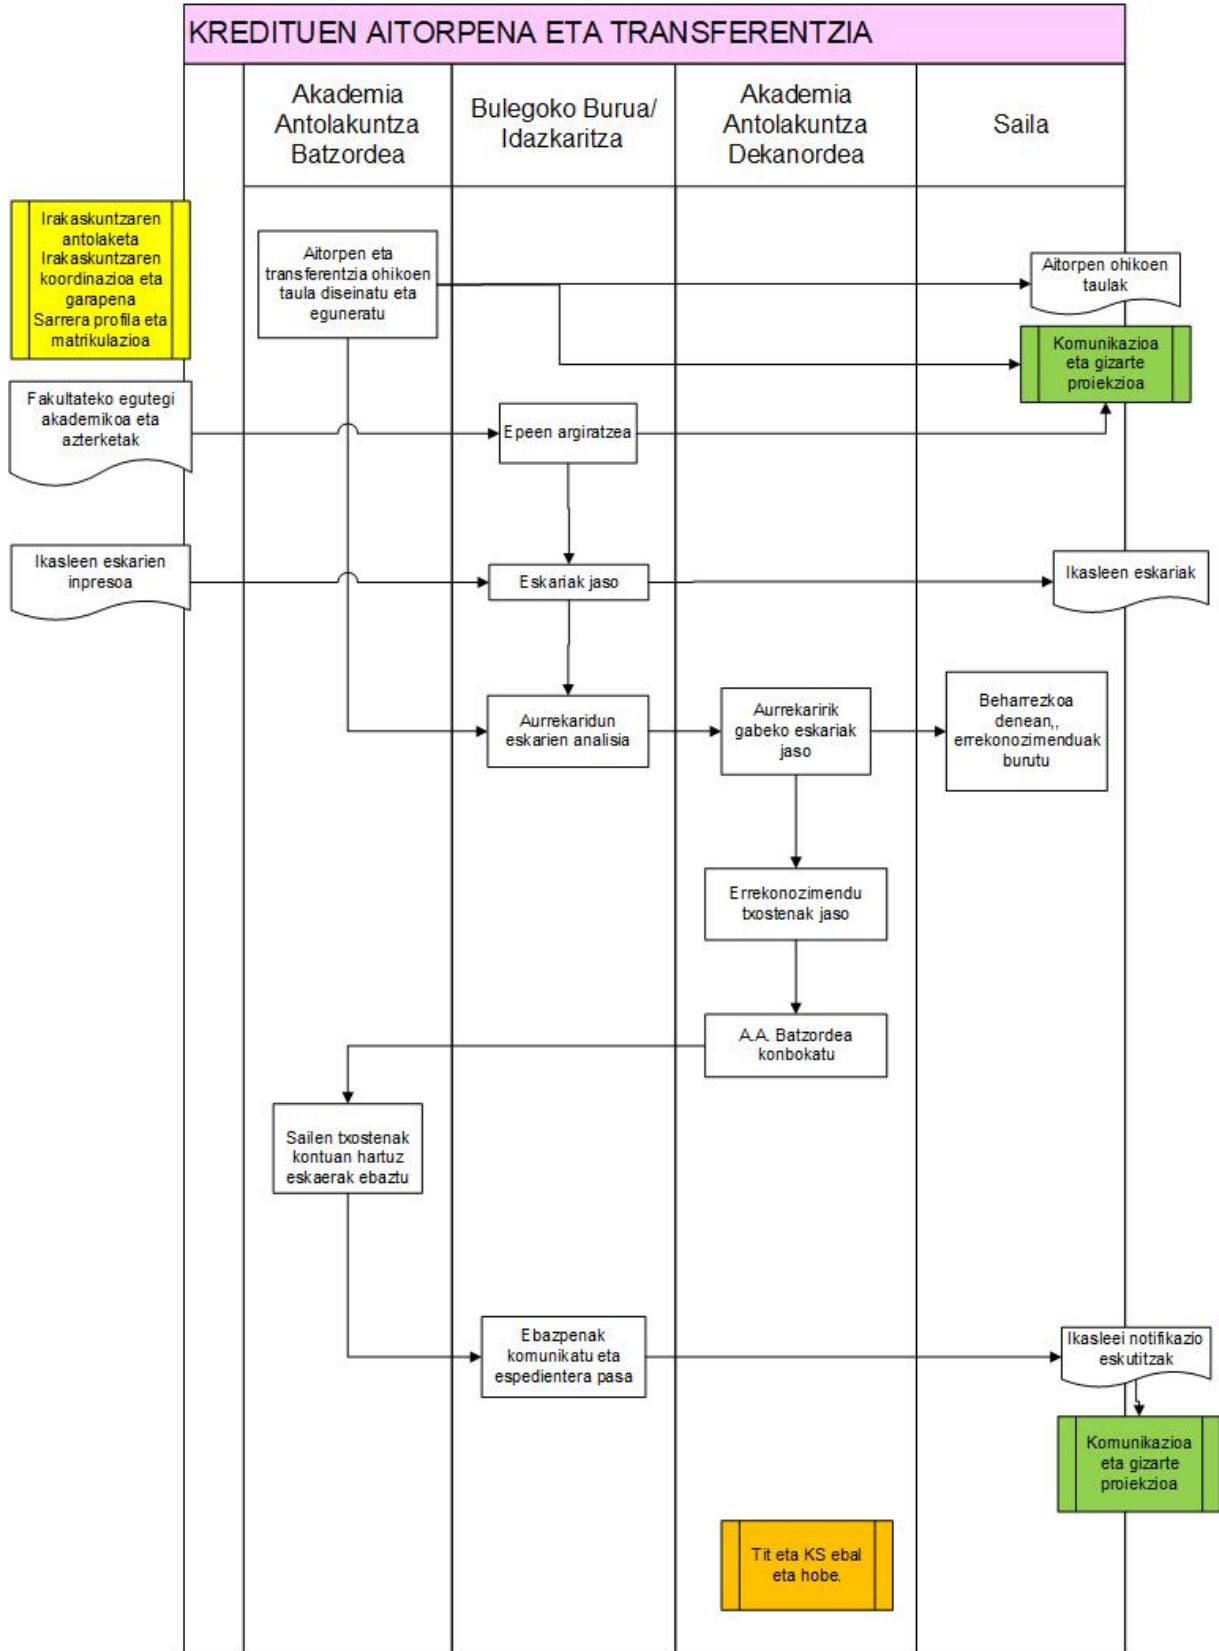 KREDITUEN AITORPENA ETA TRANSFERENTZIA
Akademia
Antolakuntza
Batzordea
Bulegoko Burua/
Idazkaritza
Akademia
Antolakuntza
Dekanordea
Saila
Irakaskuntzaren
antolaketa
Irakaskuntzaren
koordinazioa eta
garapena
Sarrera profila eta
matrikulazioa
Aitorpen eta
transferentzia ohikoen
taula diseinatu eta
eguneratu
Aitorpen ohikoen
taulak
Komunikazioa
eta gizarte
proiekzioa
Fakultateko egutegi
akademikoa eta
azterketak
Epeen argiratzea
Ikasleen eskarien
inpresoa
Eskariak jaso
Ikasleen eskariak
Aurrekaridun
eskarien analisia
Aurrekaririk
gabeko eskariak
jaso
Beharrezkoa
denean,,
errekonozimenduak
burutu
Errekonozimendu
txostenak jaso
A.A. Batzordea
konbokatu
Sailen txostenak
kontuan hartuz
eskaerak ebaztu
Ebazpenak
komunikatu eta
espedientera pasa
Ikasleei notifikazio
eskutitzak
Komunikazioa
eta gizarte
proiekzioa
Tit eta KS ebal
eta hobe.